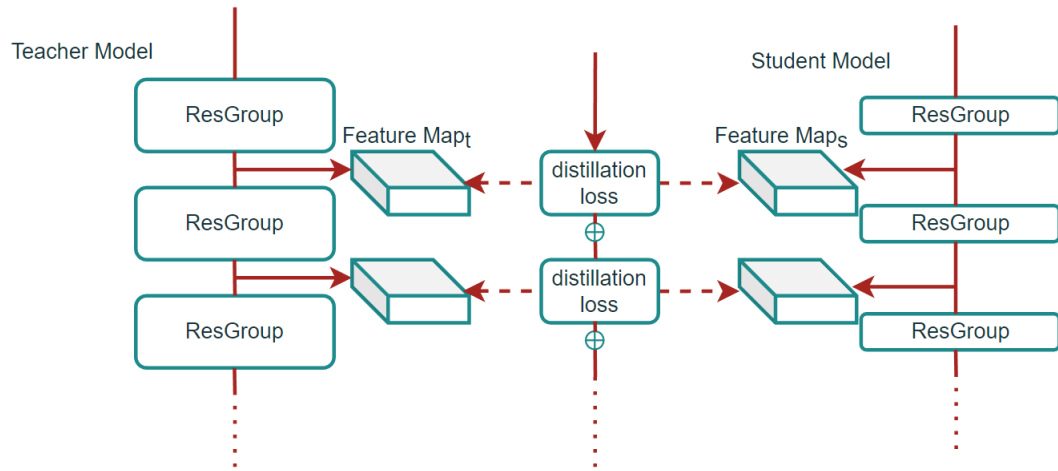 Teacher Model
Student Model
ResGroup
ResGroup
Feature Mapt
Feature Maps
distillation
loss
ResGroup
ResGroup
distillation
loss
ResGroup
ResGroup